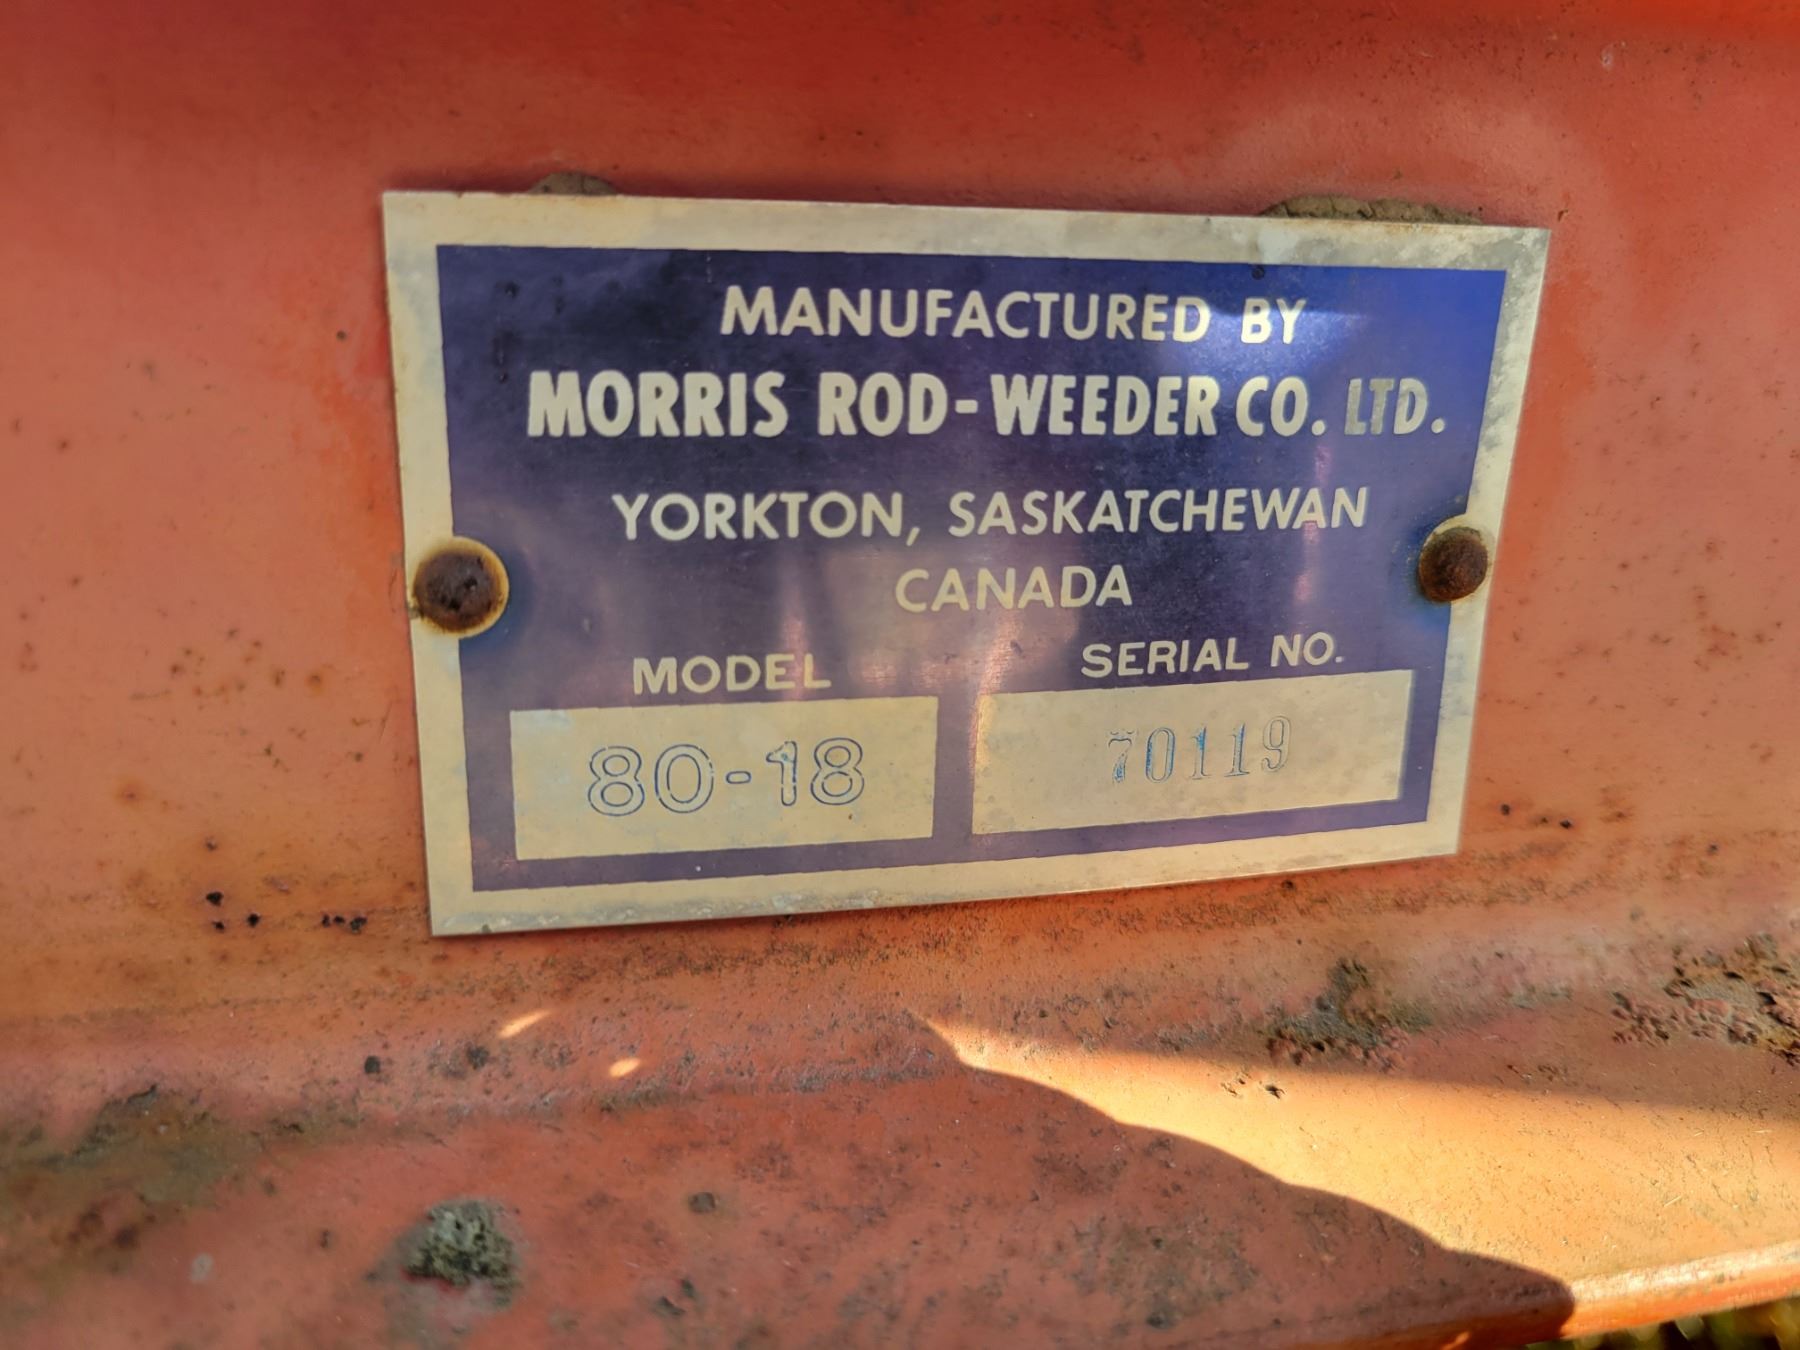 MANUFACTURED BY
MORRIS ROD-WEEDER CO. LTD.
YORKTON, SASKATCHEWAN
CANADA
MODEL SERIAL NO.
80-18 70119